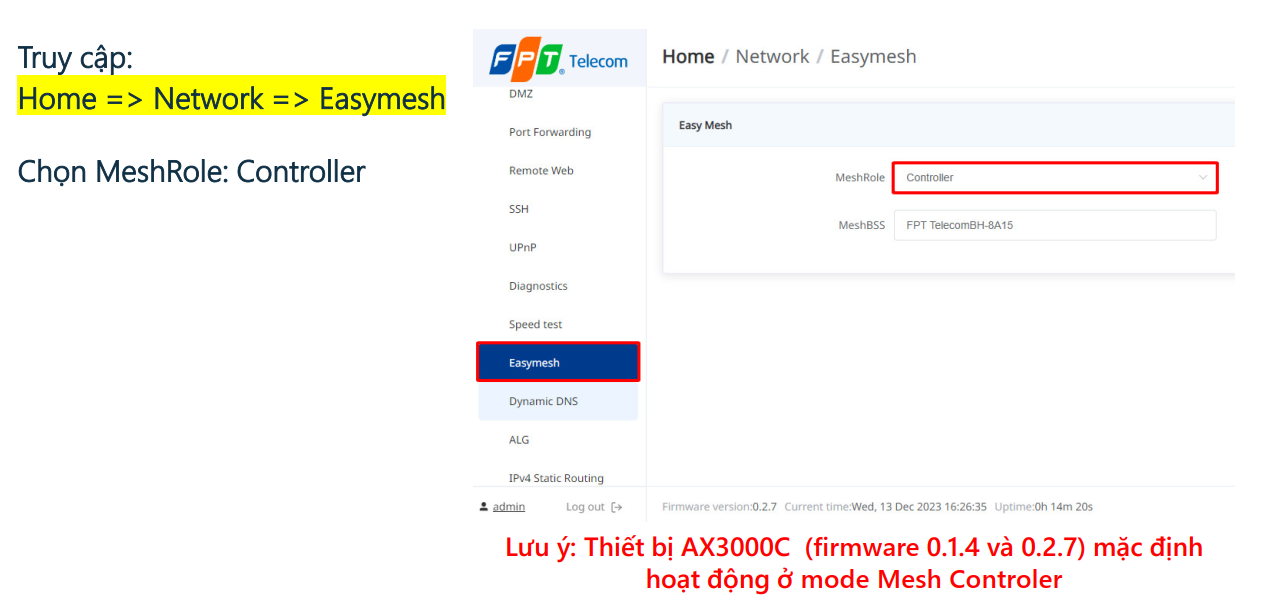 Truy cập:
Home => Network => Easymesh
Chọn MeshRole: Controller
FPT Telecom
DMZ
Port Forwarding
Remote Web
SSH
UPnP
Diagnostics
Speed test
Easymesh
Dynamic DNS
ALG
IPv4 Static Routing
admin Log out
Home / Network / Easymesh
Easy Mesh
MeshRole Controller
MeshBSS FPT TelecomBH-8A15
Firmware version:0.2.7 Current time:Wed, 13 Dec 2023 16:26:35 Uptime:0h 14m 20s
Lưu ý: Thiết bị AX3000C (firmware 0.1.4 và 0.2.7) mặc định
hoạt động ở mode Mesh Controler